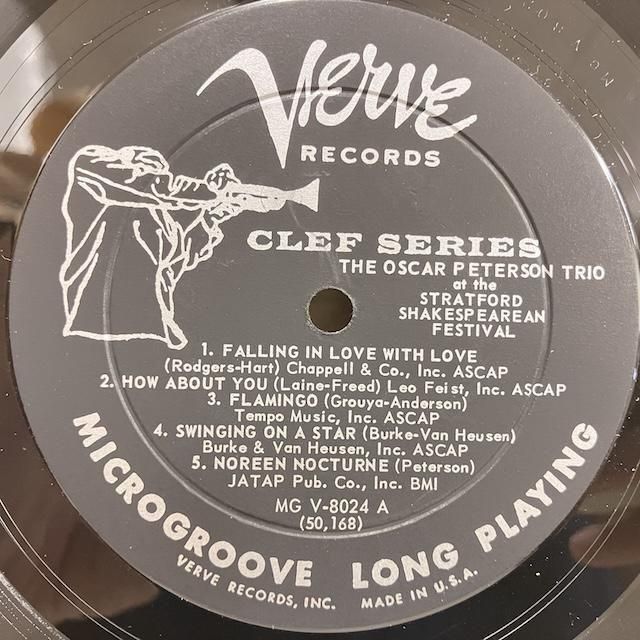 Verve
RECORDS
CLEF SERIES
THE OSCAR PETERSON TRIO
at the
STRATFORD
SHAKESPEAREAN
FESTIVAL
1. FALLING IN LOVE WITH LOVE
(Rodgers-Hart) Chappell & Co., Inc. ASCAP
2. HOW ABOUT YOU (Laine-Freed) Leo Feist, Inc. ASCAP
3. FLAMINGO (Grouya-Anderson)
Tempo Music, Inc. ASCAP
4. SWINGING ON A STAR (Burke-Van Heusen)
Burke & Van Heusen, Inc. ASCAP
5. NOREEN NOCTURNE (Peterson)
JATAP Pub. Co., Inc. BMI
MG V-8024 A
(50,168)
MICROGROOVE LONG PLAYING
VERVE RECORDS, INC. MADE IN U.S.A.